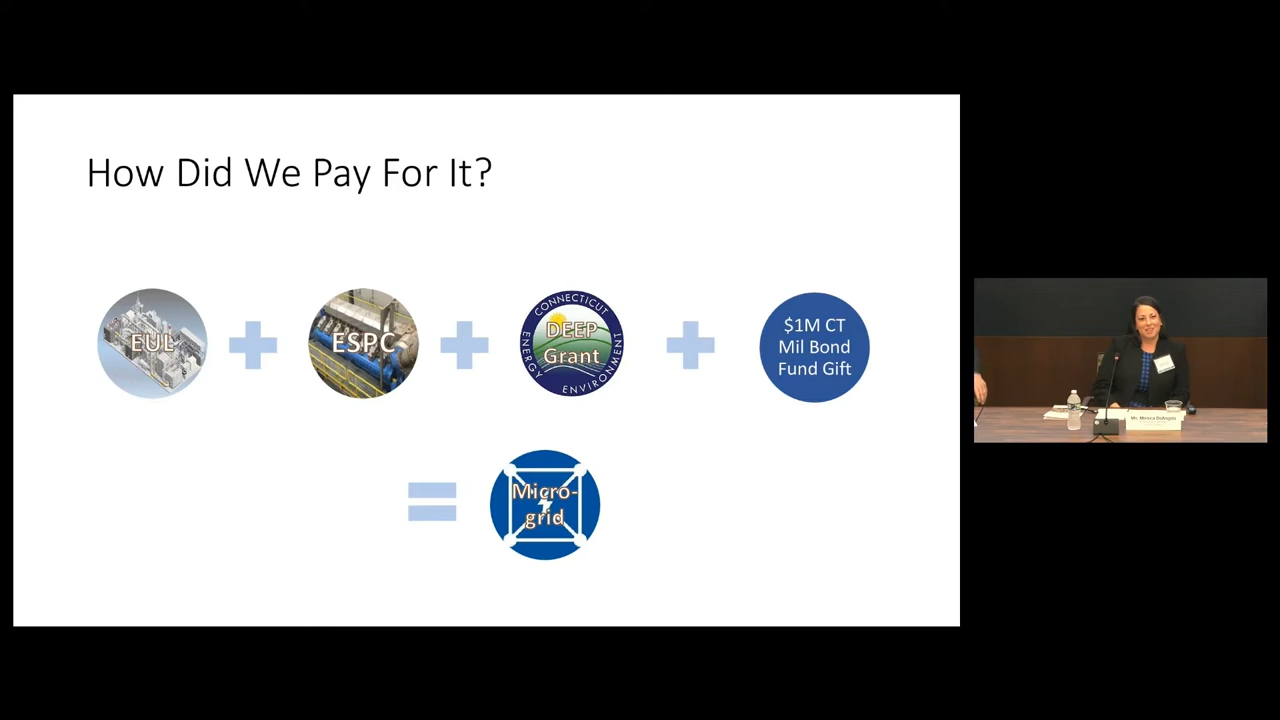 How Did We Pay For It?
EUL
ESPC
CONNECTICUT
ENERGY
ENVIRONMENT
DEEP
Grant
$1M CT
Mil Bond
Fund Gift
Micro-
grid